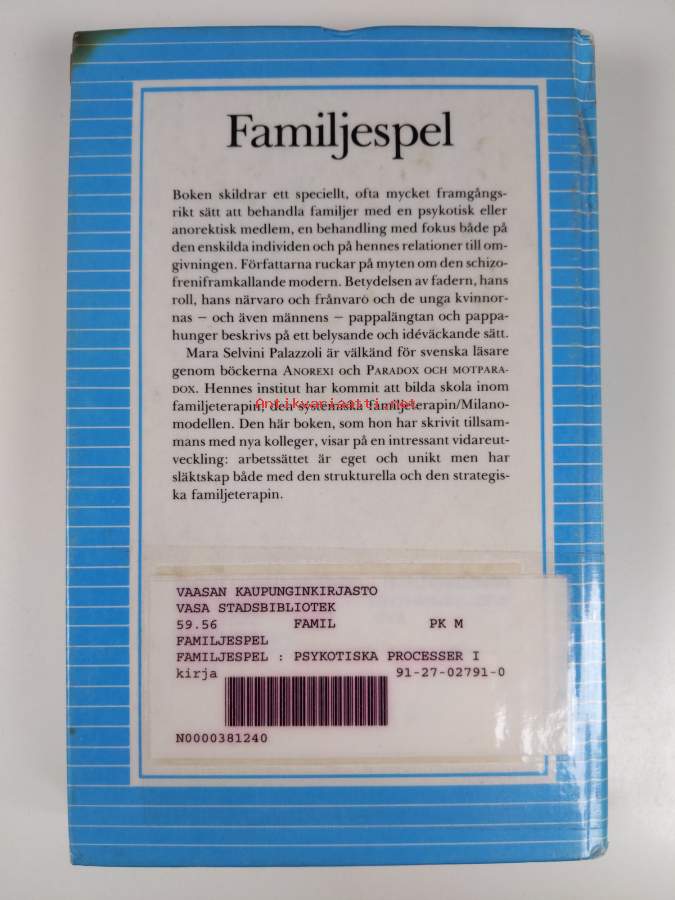 Familjespel
Boken skildrar ett speciellt, ofta mycket framgångs-
rikt sätt att behandla familjer med en psykotisk eller
anorektisk medlem, en behandling med fokus både på
den enskilda individen och på hennes relationer till om-
givningen. Författarna ruckar på myten om den schizo-
freniframkallande modern. Betydelsen av fadern, hans
roll, hans närvaro och frånvaro och de unga kvinnor-
nas – och även männens – pappalängtan och pappa-
hunger beskrivs på ett belysande och idéväckande sätt.
Mara Selvini Palazzoli är välkänd för svenska läsare
genom böckerna ANOREXI och PARADOX OCH MOTPARA-
DOX. Hennes institut har kommit att bilda skola inom
familjeterapin, den systemiska familjeterapin/Milano-
Antikvariaatti.net
modellen. Den här boken, som hon har skrivit tillsam-
mans med nya kolleger, visar på en intressant vidareut-
veckling: arbetssättet är eget och unikt men har
släktskap både med den strukturella och den strategis-
ka familjeterapin.
VAASAN KAUPUNGINKIRJASTO
VASA STADSBIBLIOTEK
59.56 FAMIL PK M
FAMILJESPEL
FAMILJESPEL : PSYKOTISKA PROCESSER I
kirja 91-27-02791-0
N0000381240